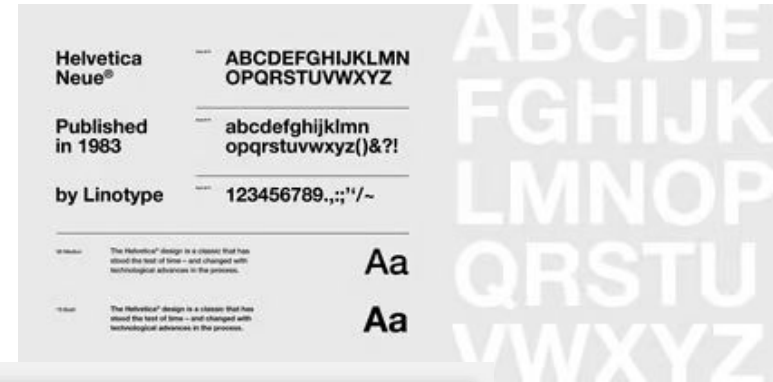 Helvetica
Neue®
ABCDEFGHIJKLMN
OPQRSTUVWXYZ
Published
in 1983
abcdefghijklmn
opqrstuvwxyz()&?!
by Linotype
123456789.,:;’‘/~
The Helvetica® design is a classic that has
stood the test of time – and changed with
technological advances in the process.
Aa
The Helvetica® design is a classic that has
stood the test of time – and changed with
technological advances in the process.
Aa
ABCDE
FGHIJK
LMNOP
QRSTU
VWXYZ